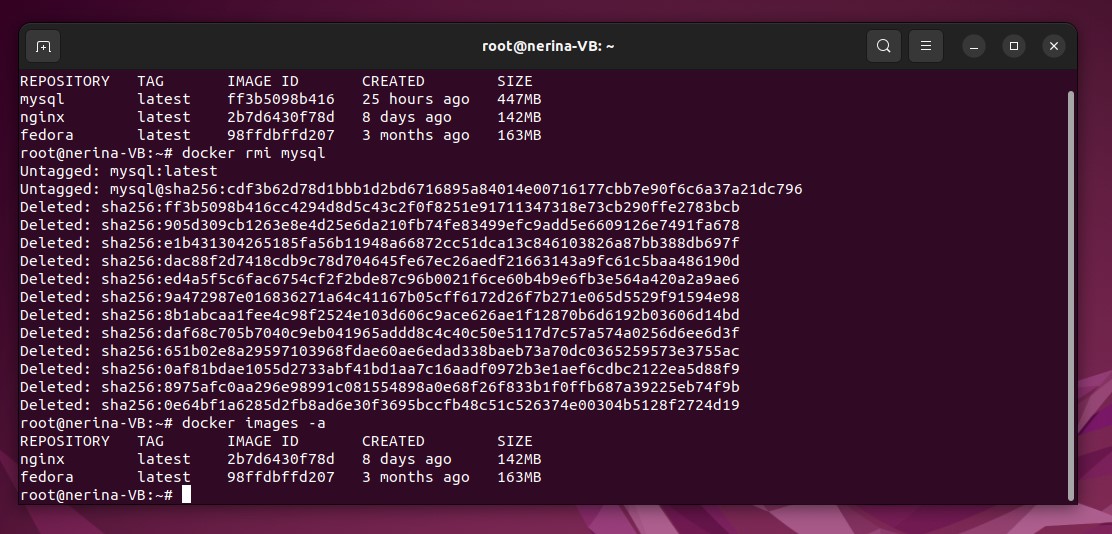 root@nerina-VB: ~
REPOSITORY   TAG       IMAGE ID       CREATED        SIZE
mysql        latest    ff3b5098b416   25 hours ago   447MB
nginx        latest    2b7d6430f78d   8 days ago     142MB
fedora       latest    98ffdbffd207   3 months ago   163MB
root@nerina-VB:~# docker rmi mysql
Untagged: mysql:latest
Untagged: mysql@sha256:cdf3b62d78d1bbb1d2bd6716895a84014e00716177cbb7e90f6c6a37a21dc796
Deleted: sha256:ff3b5098b416cc4294d8d5c43c2f0f8251e91711347318e73cb290ffe2783bcb
Deleted: sha256:905d309cb1263e8e4d25e6da210fb74fe83499efc9add5e6609126e7491fa678
Deleted: sha256:e1b431304265185fa56b11948a66872cc51dca13c846103826a87bb388db697f
Deleted: sha256:dac88f2d7418cdb9c78d704645fe67ec26aedf21663143a9fc61c5baa486190d
Deleted: sha256:ed4a5f5c6fac6754cf2f2bde87c96b0021f6ce60b4b9e6fb3e564a420a2a9ae6
Deleted: sha256:9a472987e016836271a64c41167b05cff6172d26f7b271e065d5529f91594e98
Deleted: sha256:8b1abcaa1fee4c98f2524e103d606c9ace626ae1f12870b6d6192b03606d14bd
Deleted: sha256:daf68c705b7040c9eb041965addd8c4c40c50e5117d7c57a574a0256d6ee6d3f
Deleted: sha256:651b02e8a29597103968fdae60ae6edad338baeb73a70dc0365259573e3755ac
Deleted: sha256:0af81bdae1055d2733abf41bd1aa7c16aadf0972b3e1aef6cdbc2122ea5d88f9
Deleted: sha256:8975afc0aa296e98991c081554898a0e68f26f833b1f0ffb687a39225eb74f9b
Deleted: sha256:0e64bf1a6285d2fb8ad6e30f3695bccfb48c51c526374e00304b5128f2724d19
root@nerina-VB:~# docker images -a
REPOSITORY   TAG       IMAGE ID       CREATED        SIZE
nginx        latest    2b7d6430f78d   8 days ago     142MB
fedora       latest    98ffdbffd207   3 months ago   163MB
root@nerina-VB:~#